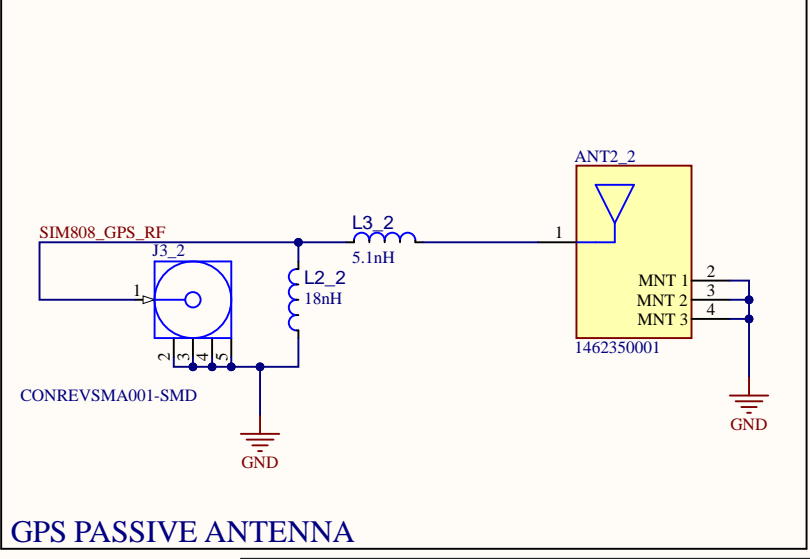 ANT2_2
SIM808_GPS_RF
L3_2
1
J3_2
5.1nH
L2_2
1
18nH
MNT 1 2
MNT 2 3
MNT 3 4
1462350001
2 3 4 5
CONREVSMA001-SMD
GND
GND
GPS PASSIVE ANTENNA